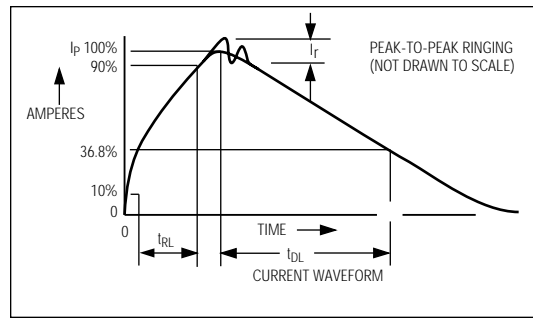 IP 100%
90%
AMPERES
36.8%
10%
0
0
Ir
PEAK-TO-PEAK RINGING
(NOT DRAWN TO SCALE)
TIME
tRL
tDL
CURRENT WAVEFORM